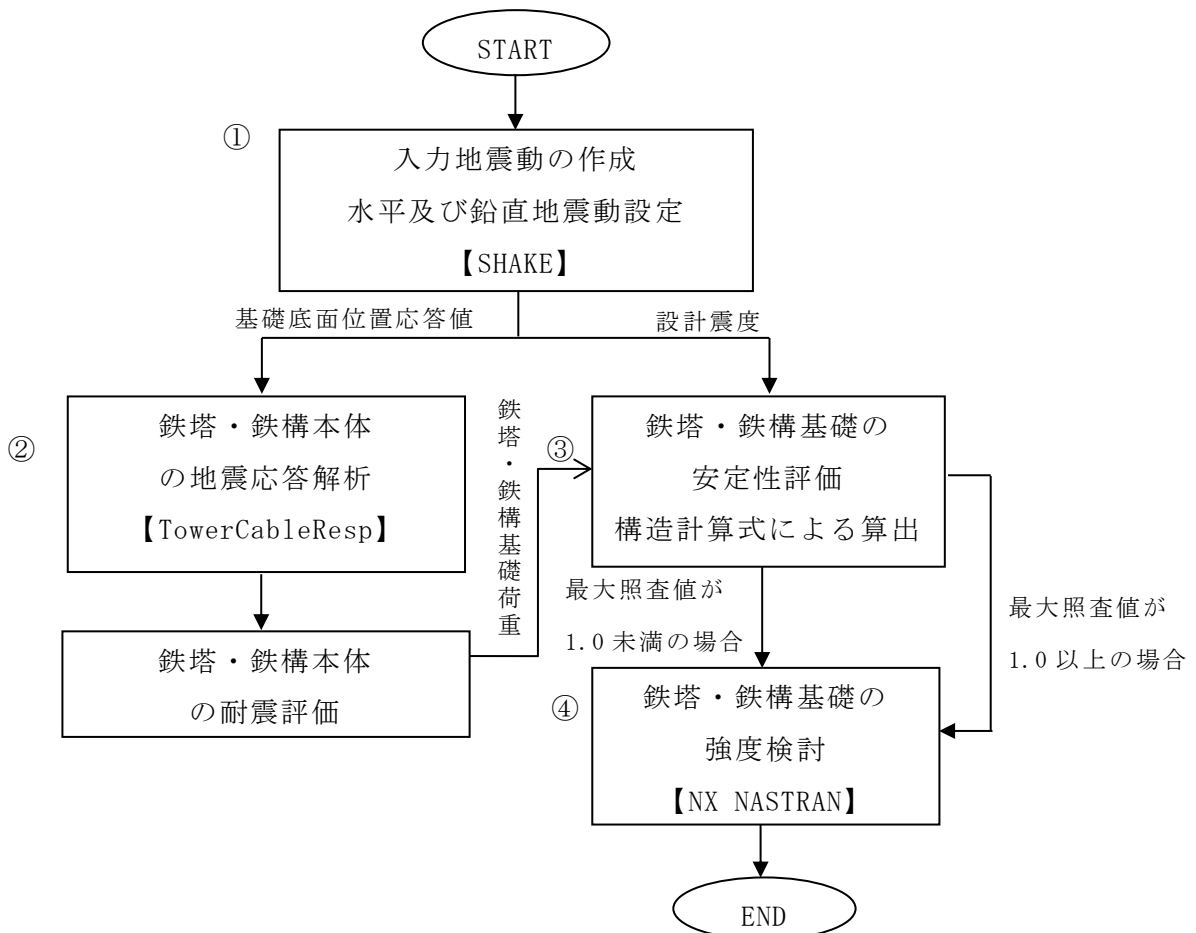 START
①
入力地震動の作成
水平及び鉛直地震動設定
【SHAKE】
基礎底面位置応答値
設計震度
②
鉄塔・鉄構本体
の地震応答解析
【TowerCableResp】
鉄塔・鉄構本体
の耐震評価
鉄塔・鉄構基礎荷重
③
鉄塔・鉄構基礎の
安定性評価
構造計算式による算出
最大照査値が
1.0 未満の場合
最大照査値が
1.0 以上の場合
④
鉄塔・鉄構基礎の
強度検討
【NX NASTRAN】
END